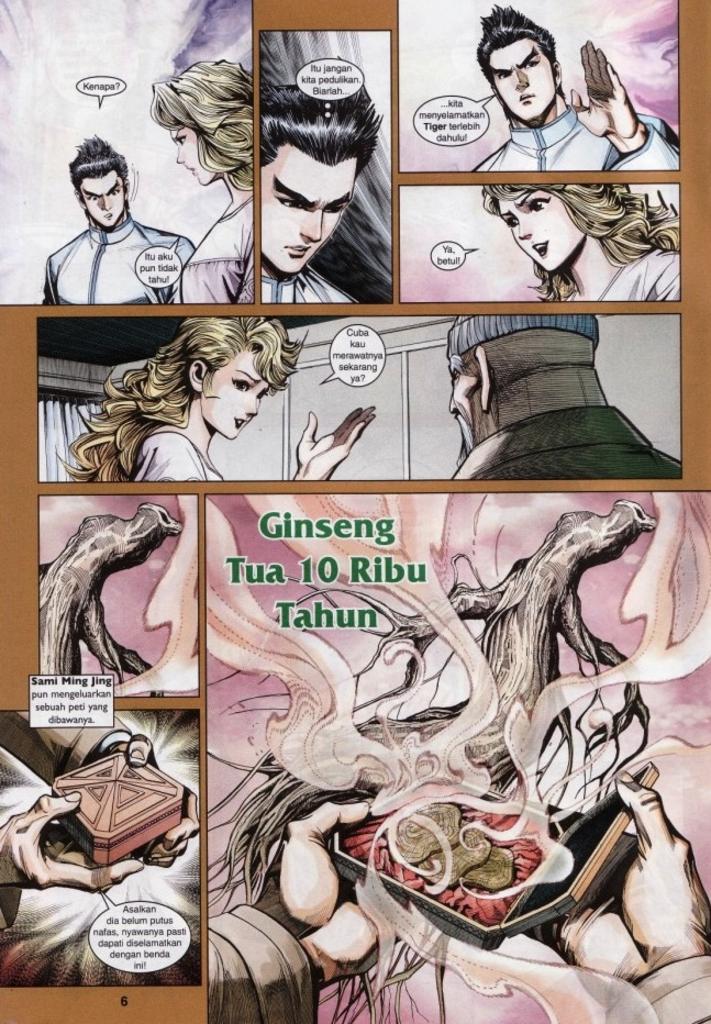 Kenapa?
Itu aku
pun tidak
tahu!
Itu jangan
kita pedulikan.
Biarlah...
...kita
menyelamatkan
Tiger terlebih
dahulu!
Ya,
betul!
Cuba
kau
merawatnya
sekarang
ya?
Sami Ming Jing
pun mengeluarkan
sebuah peti yang
dibawanya.
Asalkan
dia belum putus
nafas, nyawanya pasti
dapati diselamatkan
dengan benda
ini!
Ginseng
Tua 10 Ribu
Tahun
6